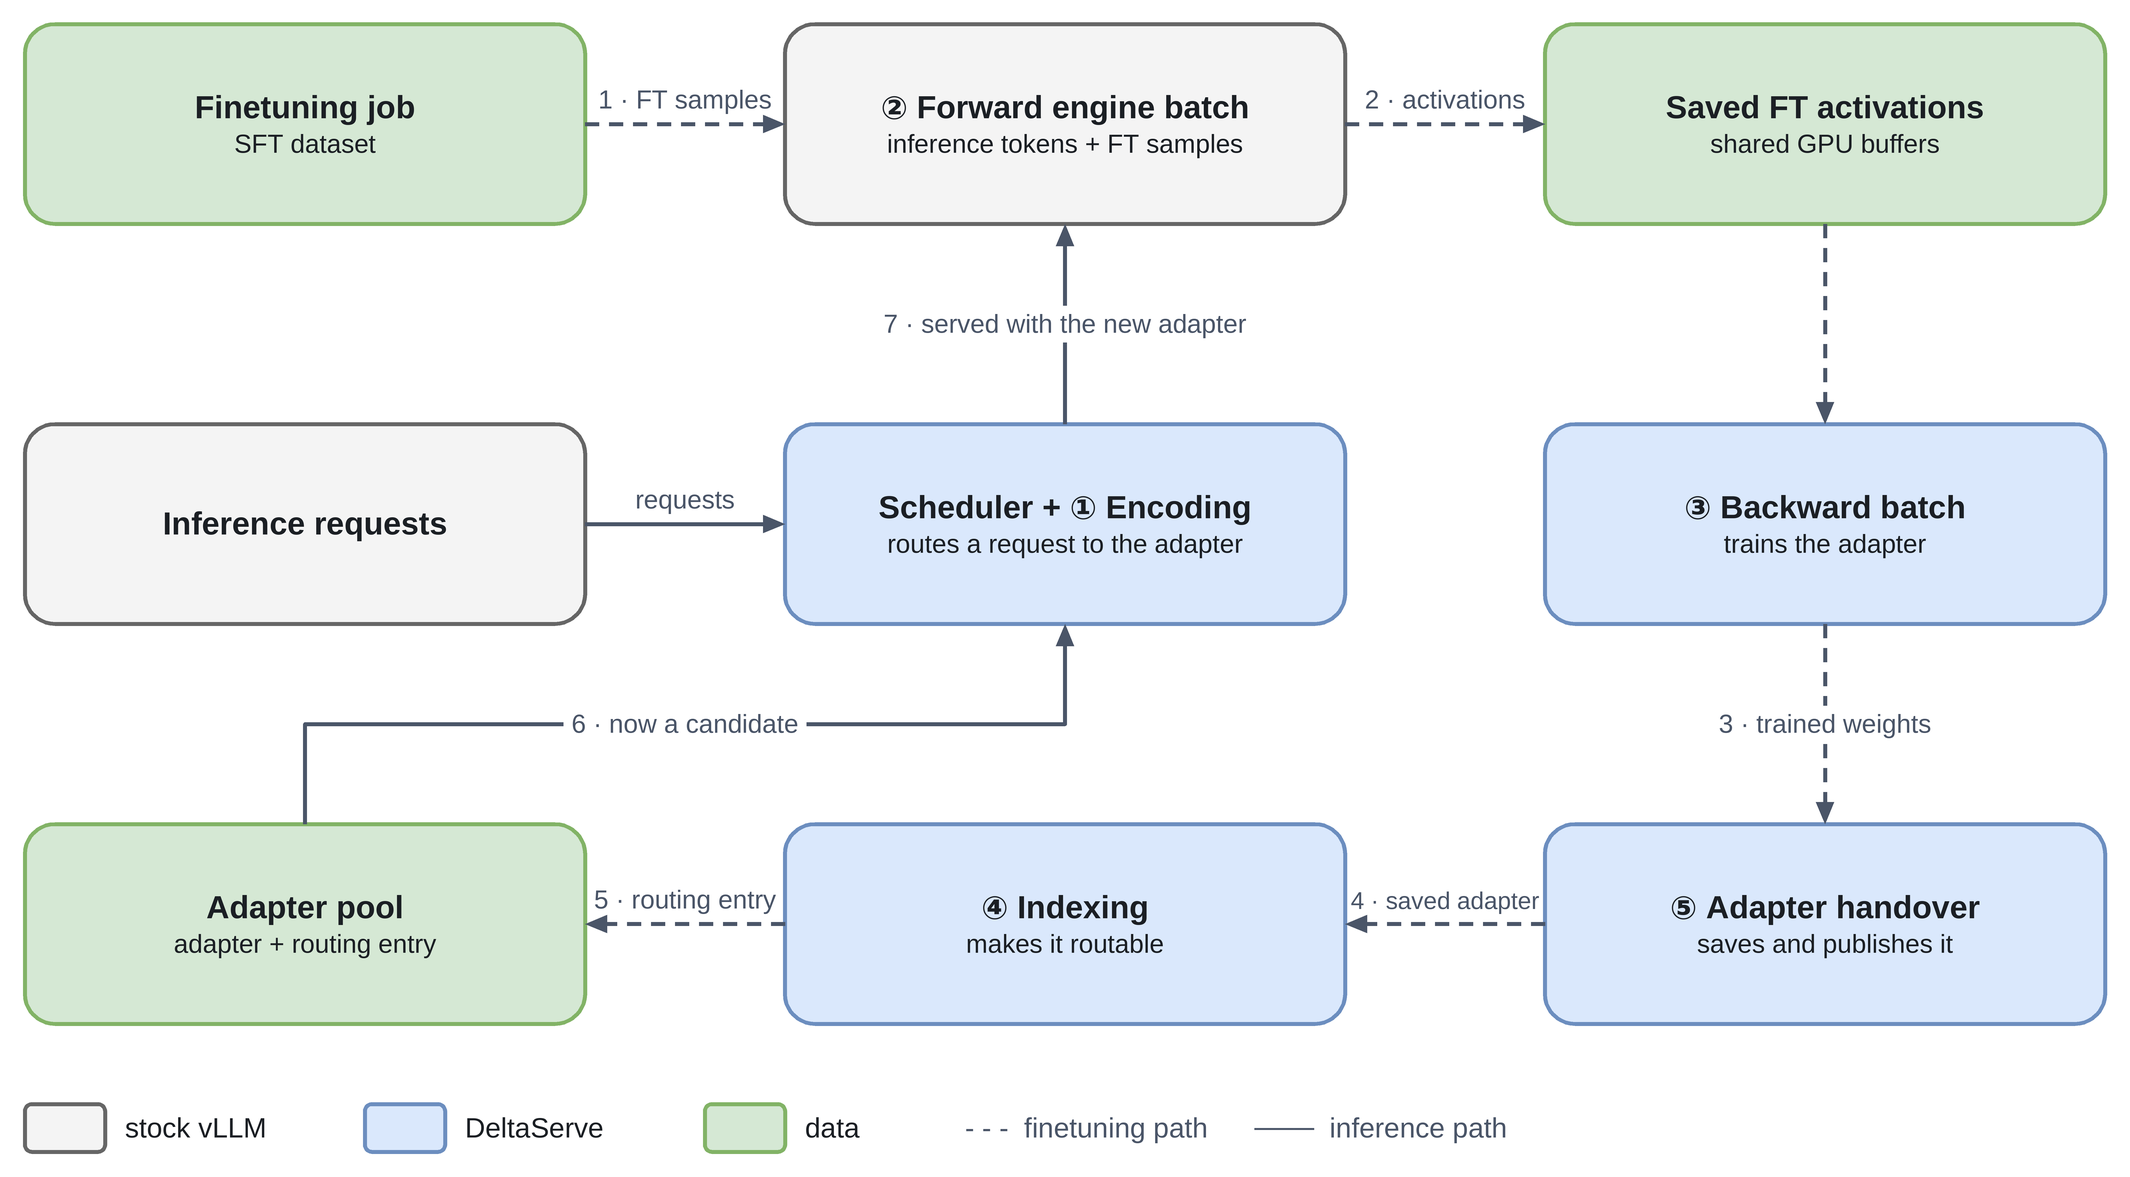 Finetuning job
SFT dataset
1 · FT samples
② Forward engine batch
inference tokens + FT samples
2 · activations
Saved FT activations
shared GPU buffers
7 · served with the new adapter
Inference requests
requests
Scheduler + ① Encoding
routes a request to the adapter
③ Backward batch
trains the adapter
6 · now a candidate
3 · trained weights
Adapter pool
adapter + routing entry
5 · routing entry
④ Indexing
makes it routable
4 · saved adapter
⑤ Adapter handover
saves and publishes it
stock vLLM
DeltaServe
data
finetuning path
inference path